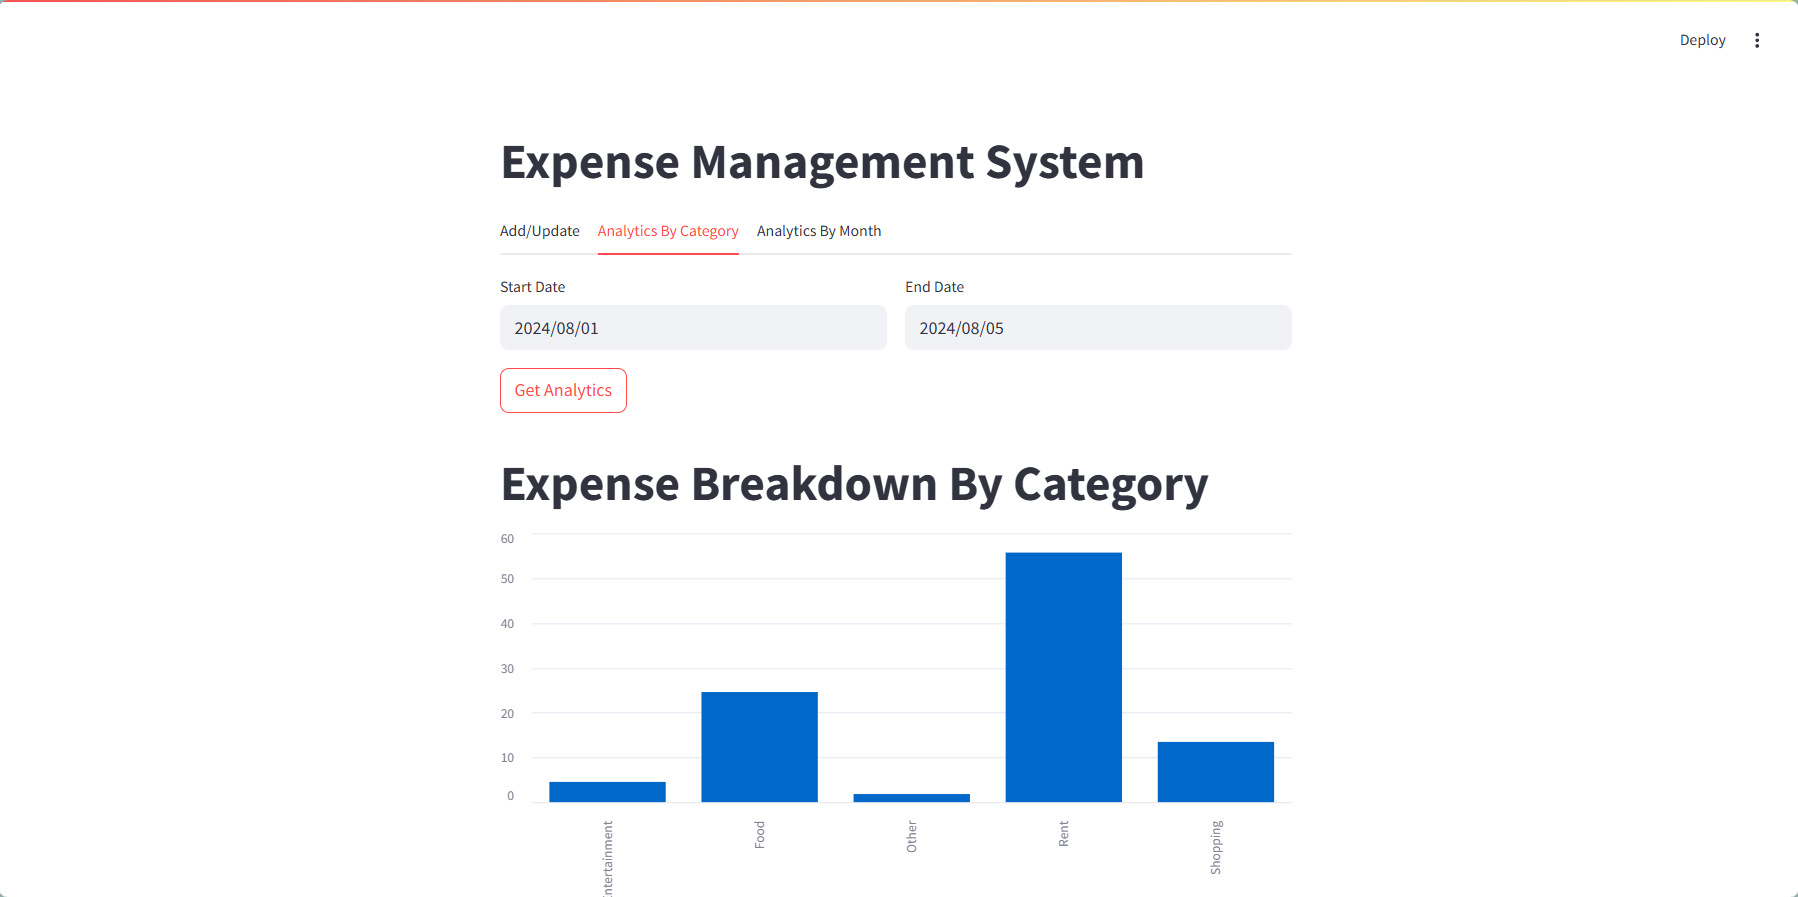 Deploy
Expense Management System
Add/Update Analytics By Category Analytics By Month
Start Date End Date
2024/08/01 2024/08/05
Get Analytics
Expense Breakdown By Category
60
50
40
30
20
10
0
ntertainment Food Other Rent Shopping